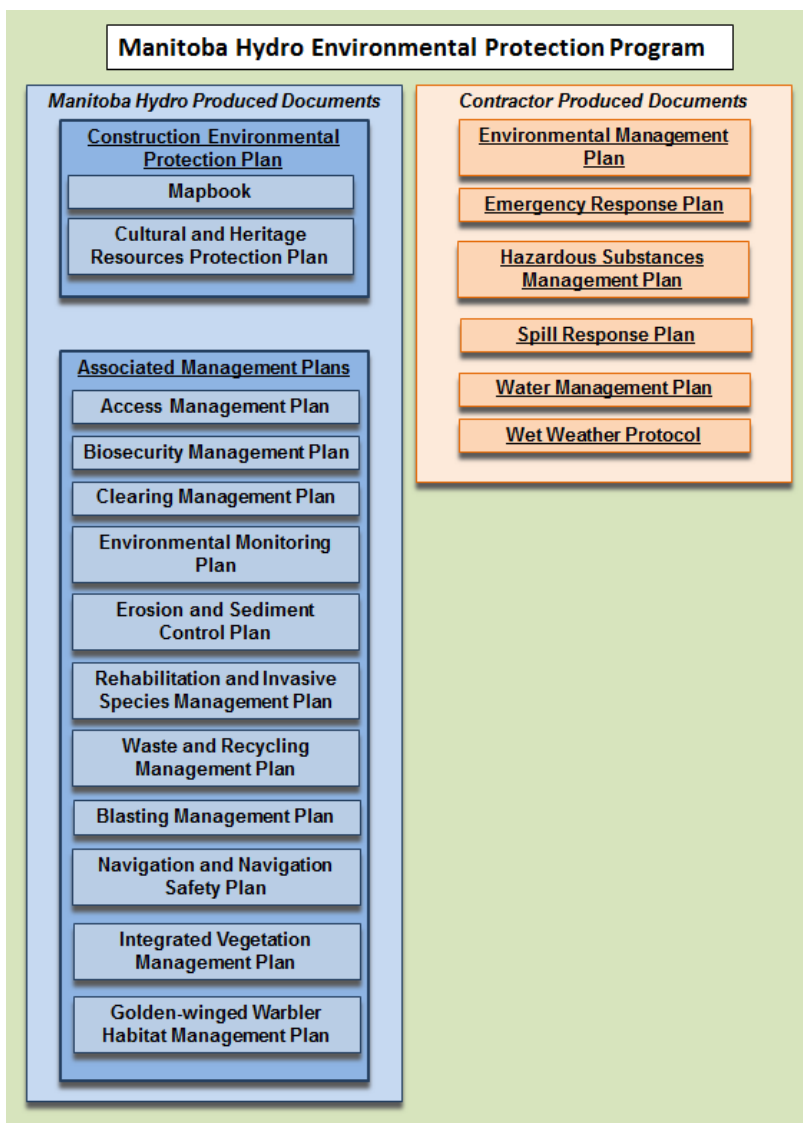 Manitoba Hydro Environmental Protection Program
Manitoba Hydro Produced Documents
Construction Environmental
Protection Plan
Mapbook
Cultural and Heritage
Resources Protection Plan
Associated Management Plans
Access Management Plan
Biosecurity Management Plan
Clearing Management Plan
Environmental Monitoring
Plan
Erosion and Sediment
Control Plan
Rehabilitation and Invasive
Species Management Plan
Waste and Recycling
Management Plan
Blasting Management Plan
Navigation and Navigation
Safety Plan
Integrated Vegetation
Management Plan
Golden-winged Warbler
Habitat Management Plan
Contractor Produced Documents
Environmental Management
Plan
Emergency Response Plan
Hazardous Substances
Management Plan
Spill Response Plan
Water Management Plan
Wet Weather Protocol